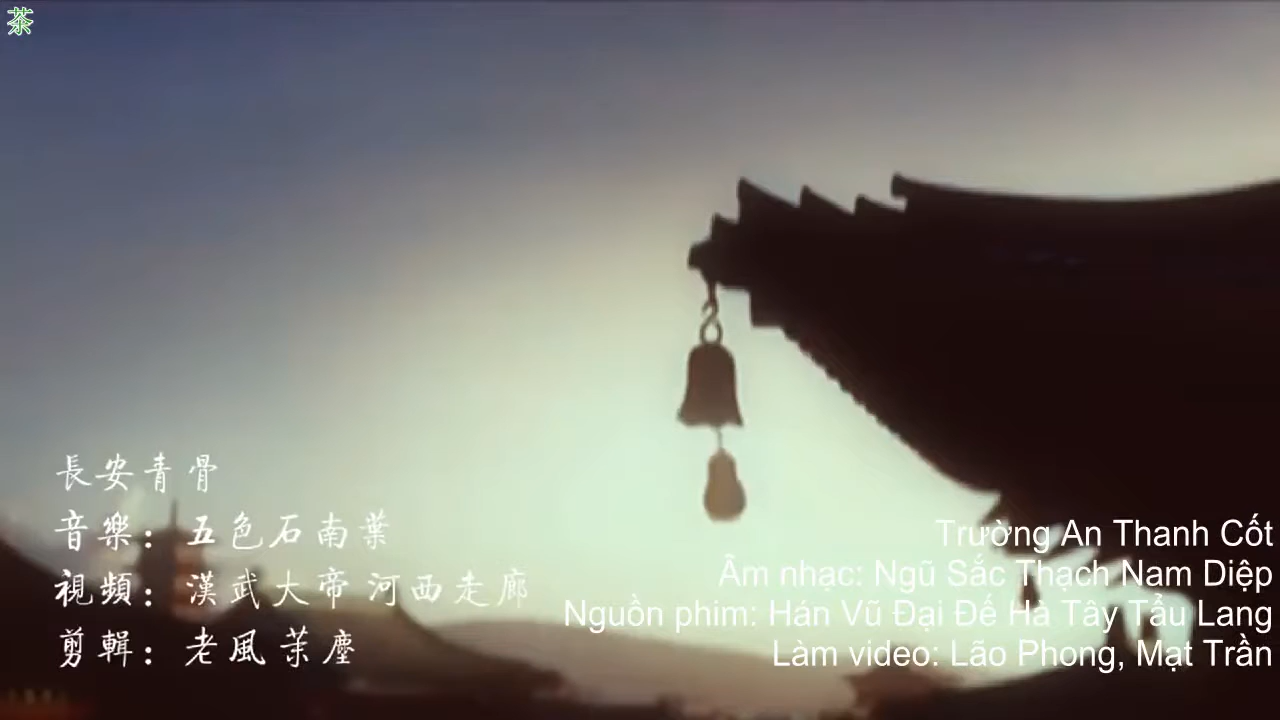 茶
長安青骨
音樂：五色石南葉
視頻：漢武大帝 河西走廊
剪輯：老風茉塵
Trường An Thanh Cốt
Âm nhạc: Ngũ Sắc Thạch Nam Diệp
Nguồn phim: Hán Vũ Đại Đế Hà Tây Tẩu Lang
Làm video: Lão Phong, Mạt Trần